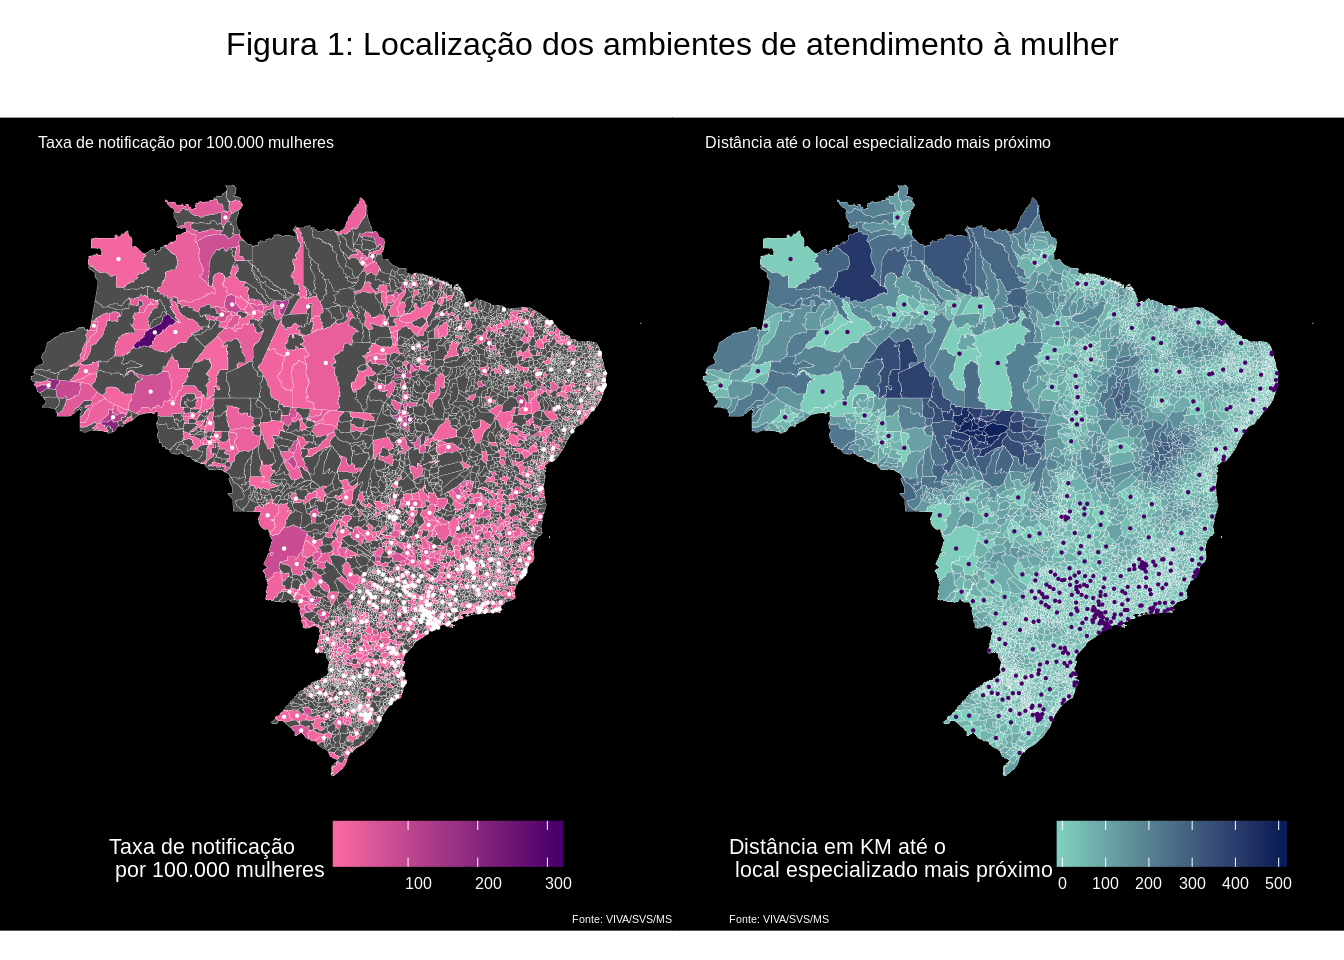 Figura 1: Localização dos ambientes de atendimento à mulher
Taxa de notificação por 100.000 mulheres
Distância até o local especializado mais próximo
Taxa de notificação
por 100.000 mulheres
100 200 300
Distância em KM até o
local especializado mais próximo
0 100 200 300 400 500
Fonte: VIVA/SVS/MS
Fonte: VIVA/SVS/MS